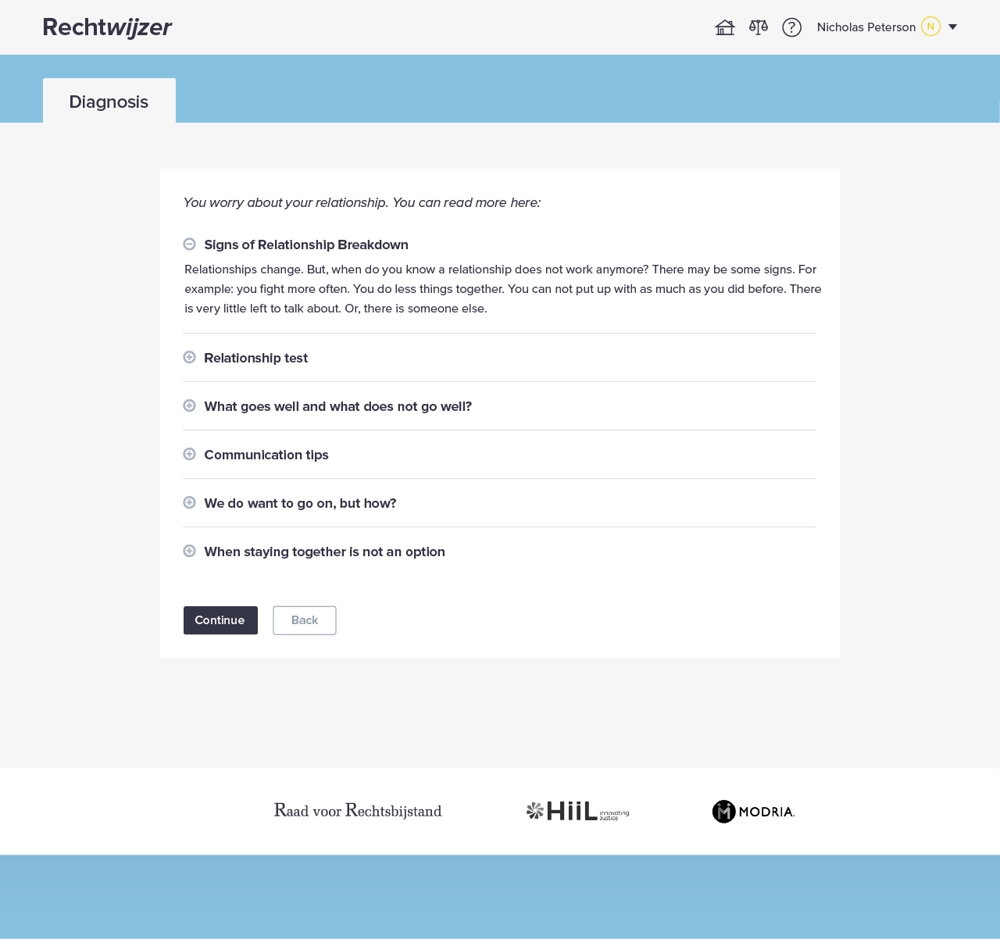 Rechtwijzer
? Nicholas Peterson N
Diagnosis
You worry about your relationship. You can read more here:
Signs of Relationship Breakdown
Relationships change. But, when do you know a relationship does not work anymore? There may be some signs. For
example: you fight more often. You do less things together. You can not put up with as much as you did before. There
is very little left to talk about. Or, there is someone else.
Relationship test
What goes well and what does not go well?
Communication tips
We do want to go on, but how?
When staying together is not an option
Continue Back
Raad voor Rechtsbijstand
HiiL innovating
justice
MODRIA.